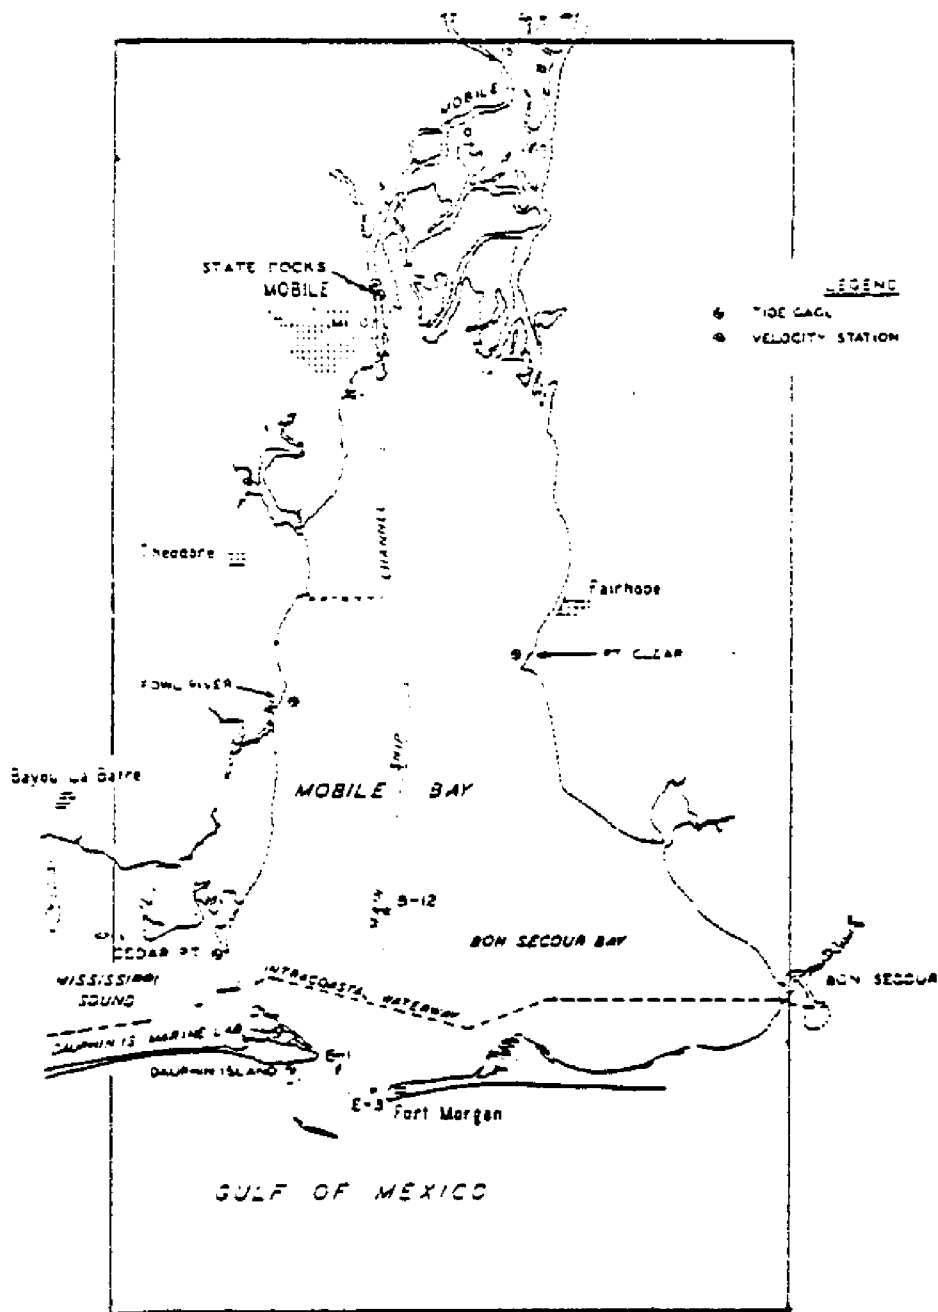 MOBILE
STATE DOCKS
MOBILE
LEGEND
TIDE GAGE
VELOCITY STATION
CHANNEL
Theodore
Fairhope
PT. CLEAR
FOWL RIVER
SHIP
Bayou La Batre
MOBILE BAY
B-12
CEDAR PT.
BON SECOUR BAY
MISSISSIPPI
SOUND
INTRACOASTAL WATERWAY
BON SECOUR
DAUPHIN IS. MARINE LAB
DAUPHIN ISLAND
E-1
E-3
Fort Morgan
GULF OF MEXICO